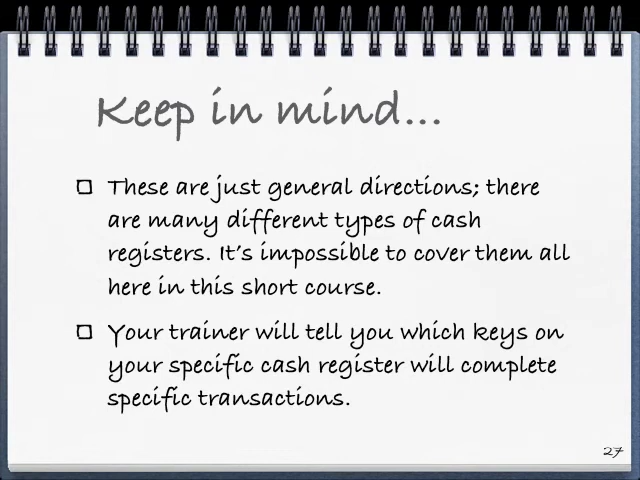 Keep in mind...
These are just general directions; there
are many different types of cash
registers. It's impossible to cover them all
here in this short course.
Your trainer will tell you which keys on
your specific cash register will complete
specific transactions.
27